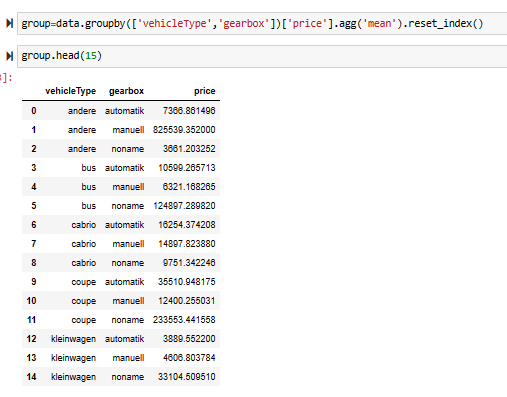 group=data.groupby(['vehicleType','gearbox'])['price'].agg('mean').reset_index()
group.head(15)
]:
vehicleType gearbox price
0 andere automatik 7366.861496
1 andere manuell 825539.352000
2 andere noname 3661.203252
3 bus automatik 10599.265713
4 bus manuell 6321.168265
5 bus noname 124897.289820
6 cabrio automatik 16254.374208
7 cabrio manuell 14897.823880
8 cabrio noname 9751.342246
9 coupe automatik 35510.948175
10 coupe manuell 12400.255031
11 coupe noname 233553.441558
12 kleinwagen automatik 3889.552200
13 kleinwagen manuell 4606.803784
14 kleinwagen noname 33104.509510